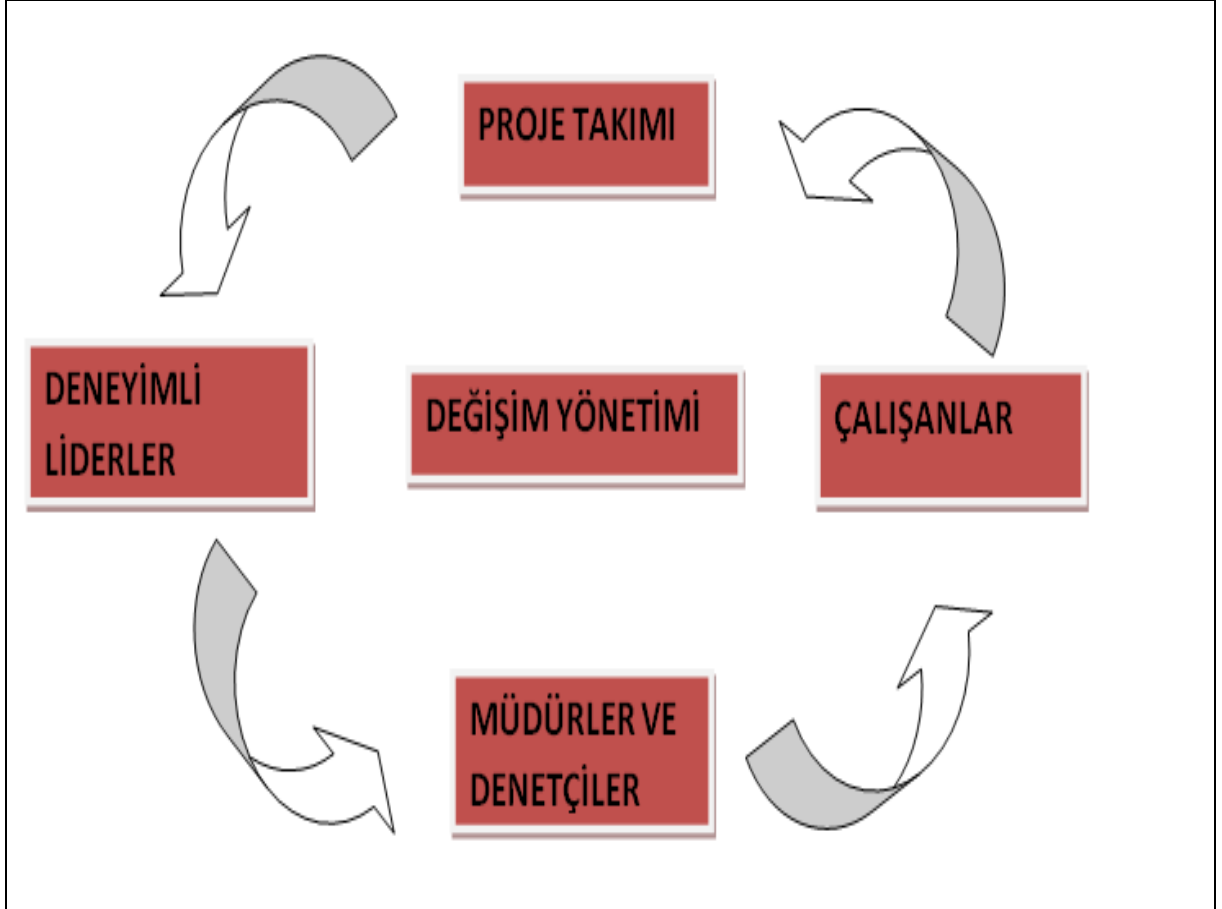 PROJE TAKIMI
DENEYİMLİ
LİDERLER
DEĞİŞİM YÖNETİMİ
ÇALIŞANLAR
MÜDÜRLER VE
DENETÇİLER